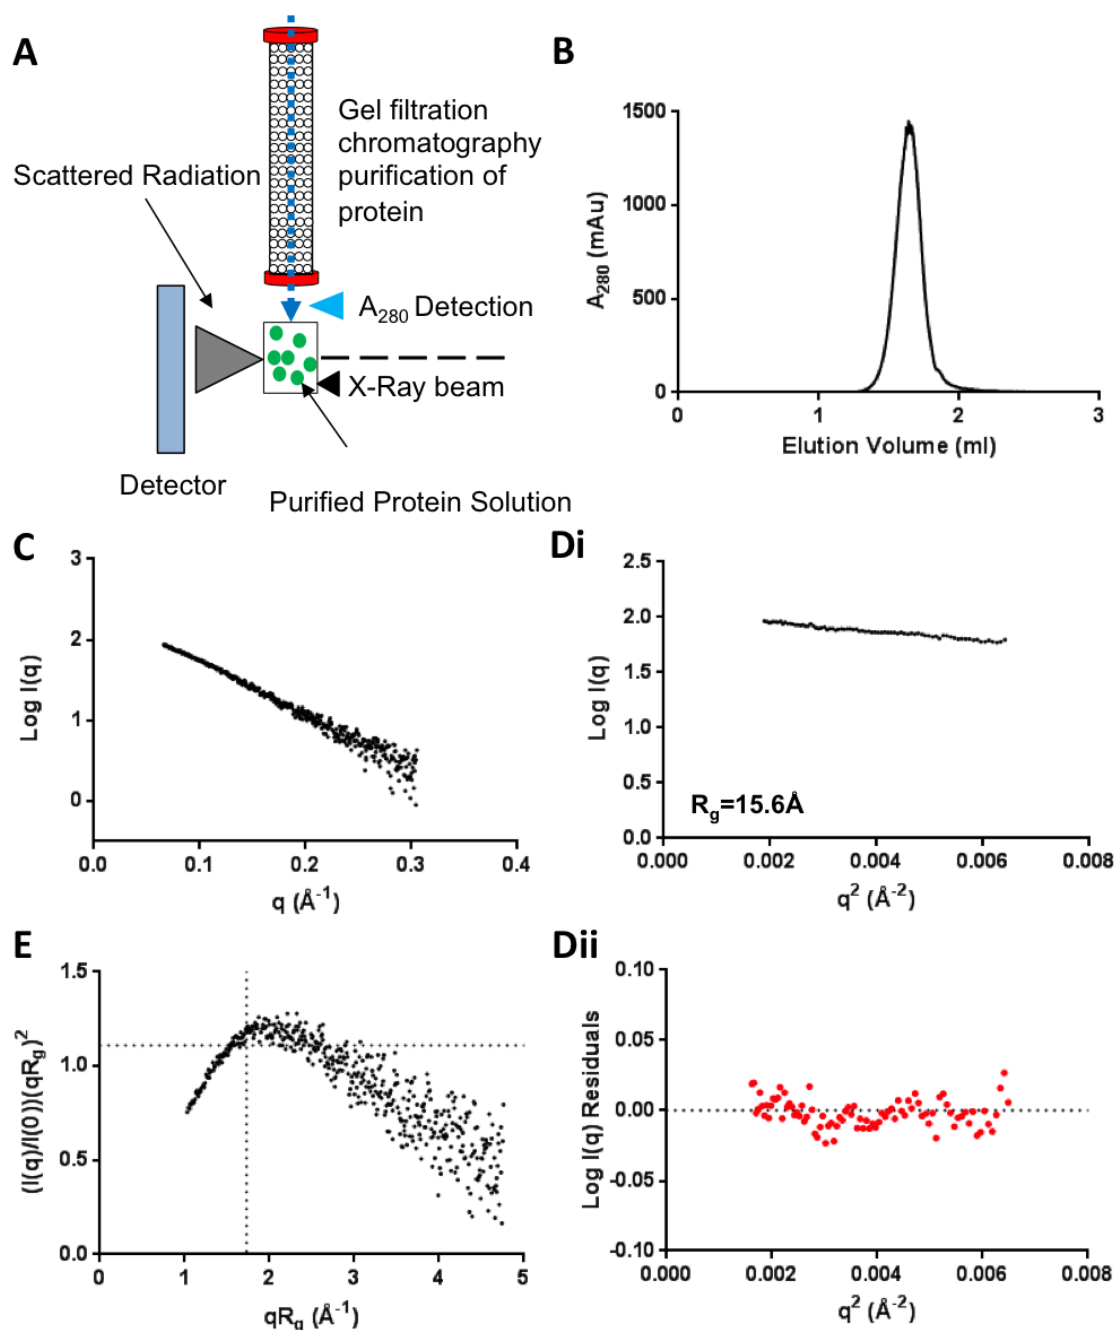 A
Gel filtration
chromatography
purification of
protein
Scattered Radiation
A₂₈₀ Detection
X-Ray beam
Detector
Purified Protein Solution
B
1500
1000
500
0
A₂₈₀ (mAu)
0 1 2 3
Elution Volume (ml)
C
3
2
1
0
Log I(q)
0.0 0.1 0.2 0.3 0.4
q (Å⁻¹)
Di
2.5
2.0
1.5
1.0
0.5
0.0
Log I(q)
Rg=15.6Å
0.000 0.002 0.004 0.006 0.008
q² (Å⁻²)
E
1.5
1.0
0.5
0.0
(I(q)/I(0))(qRg)²
0 1 2 3 4 5
qRg (Å⁻¹)
Dii
0.10
0.05
0.00
-0.05
-0.10
Log I(q) Residuals
0.000 0.002 0.004 0.006 0.008
q² (Å⁻²)